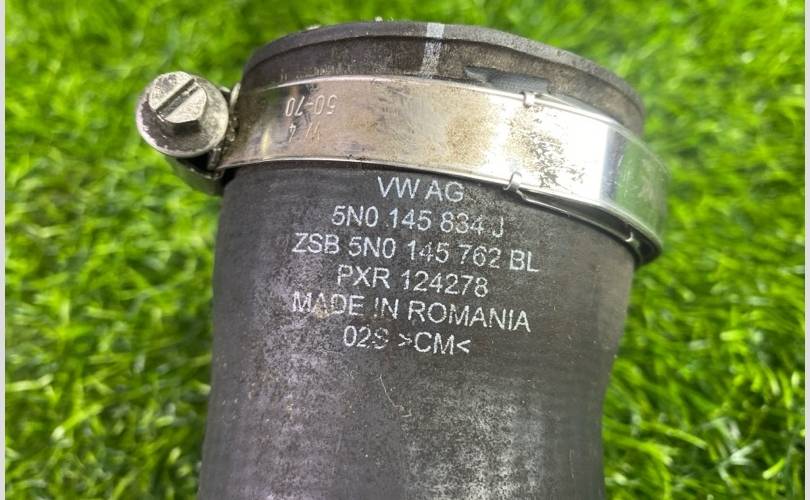 50-70
W4
VW AG
5N0 145 834 J
ZSB 5N0 145 762 BL
PXR 124278
MADE IN ROMANIA
02S >CM<